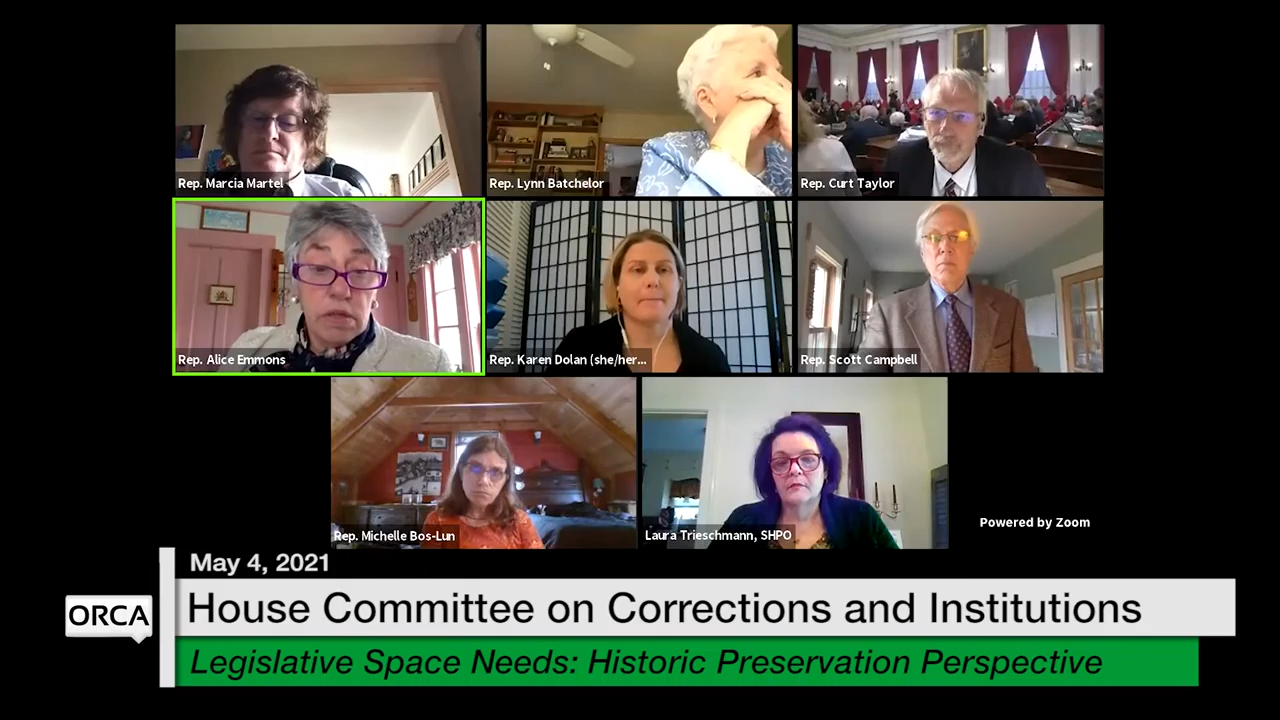 Rep. Marcia Martel
Rep. Lynn Batchelor
Rep. Curt Taylor
Rep. Alice Emmons
Rep. Karen Dolan (she/her...
Rep. Scott Campbell
Rep. Michelle Bos-Lun
Laura Trieschmann, SHPO
Powered by Zoom
May 4, 2021
ORCA
House Committee on Corrections and Institutions
Legislative Space Needs: Historic Preservation Perspective